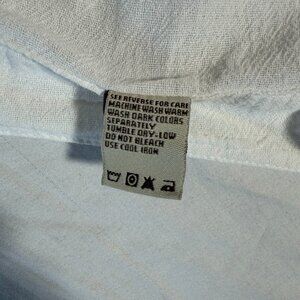 SEE REVERSE FOR CARE
MACHINE WASH WARM
WASH DARK COLORS
SEPARATELY
TUMBLE DRY-LOW
DO NOT BLEACH
USE COOL IRON